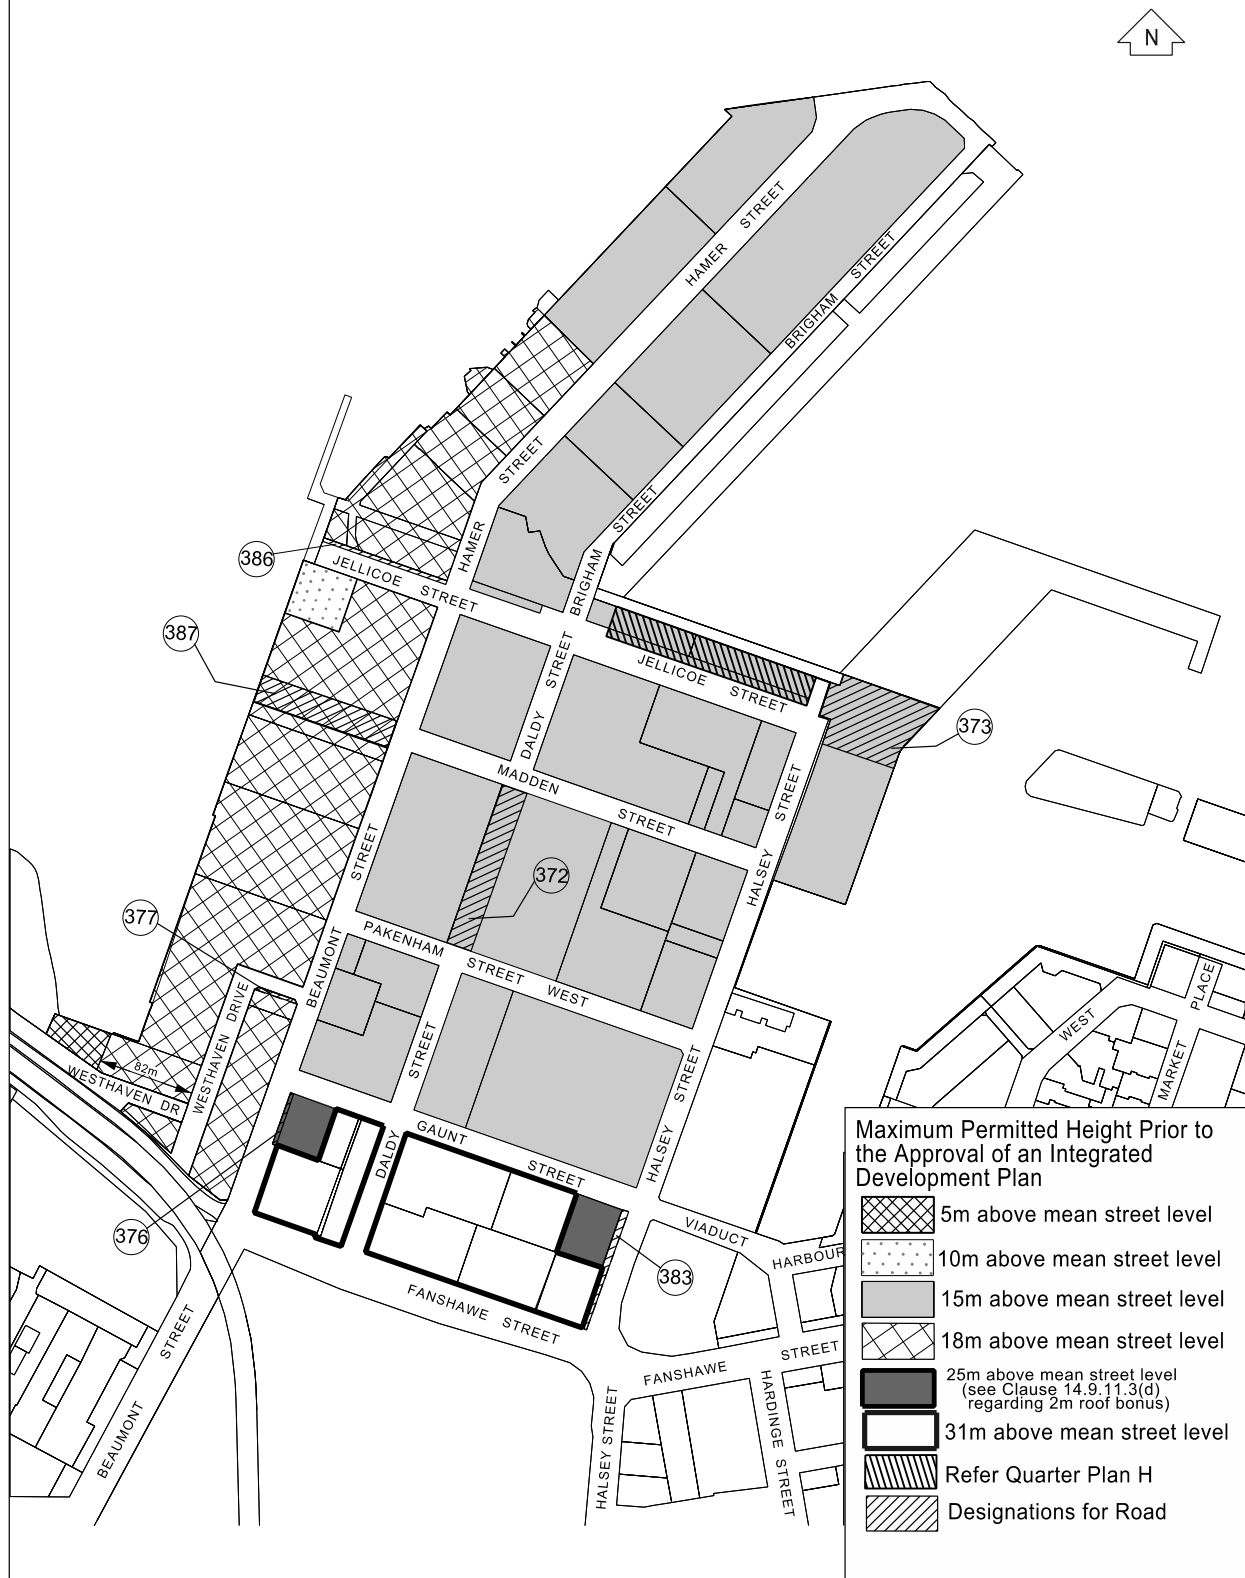 N
HAMER STREET
BRIGHAM STREET
HAMER STREET
BRIGHAM STREET
386
JELLICOE STREET
387
JELLICOE STREET
DALDY STREET
373
MADDEN STREET
HALSEY STREET
BEAUMONT STREET
372
377
PAKENHAM STREET WEST
WESTHAVEN DRIVE
82m
WESTHAVEN DR
DALDY STREET
HALSEY STREET
WEST
MARKET PLACE
GAUNT STREET
376
383
VIADUCT HARBOUR
FANSHAWE STREET
FANSHAWE STREET
BEAUMONT STREET
HALSEY STREET
HARDINGE STREET
Maximum Permitted Height Prior to
the Approval of an Integrated
Development Plan
5m above mean street level
10m above mean street level
15m above mean street level
18m above mean street level
25m above mean street level
(see Clause 14.9.11.3(d)
regarding 2m roof bonus)
31m above mean street level
Refer Quarter Plan H
Designations for Road